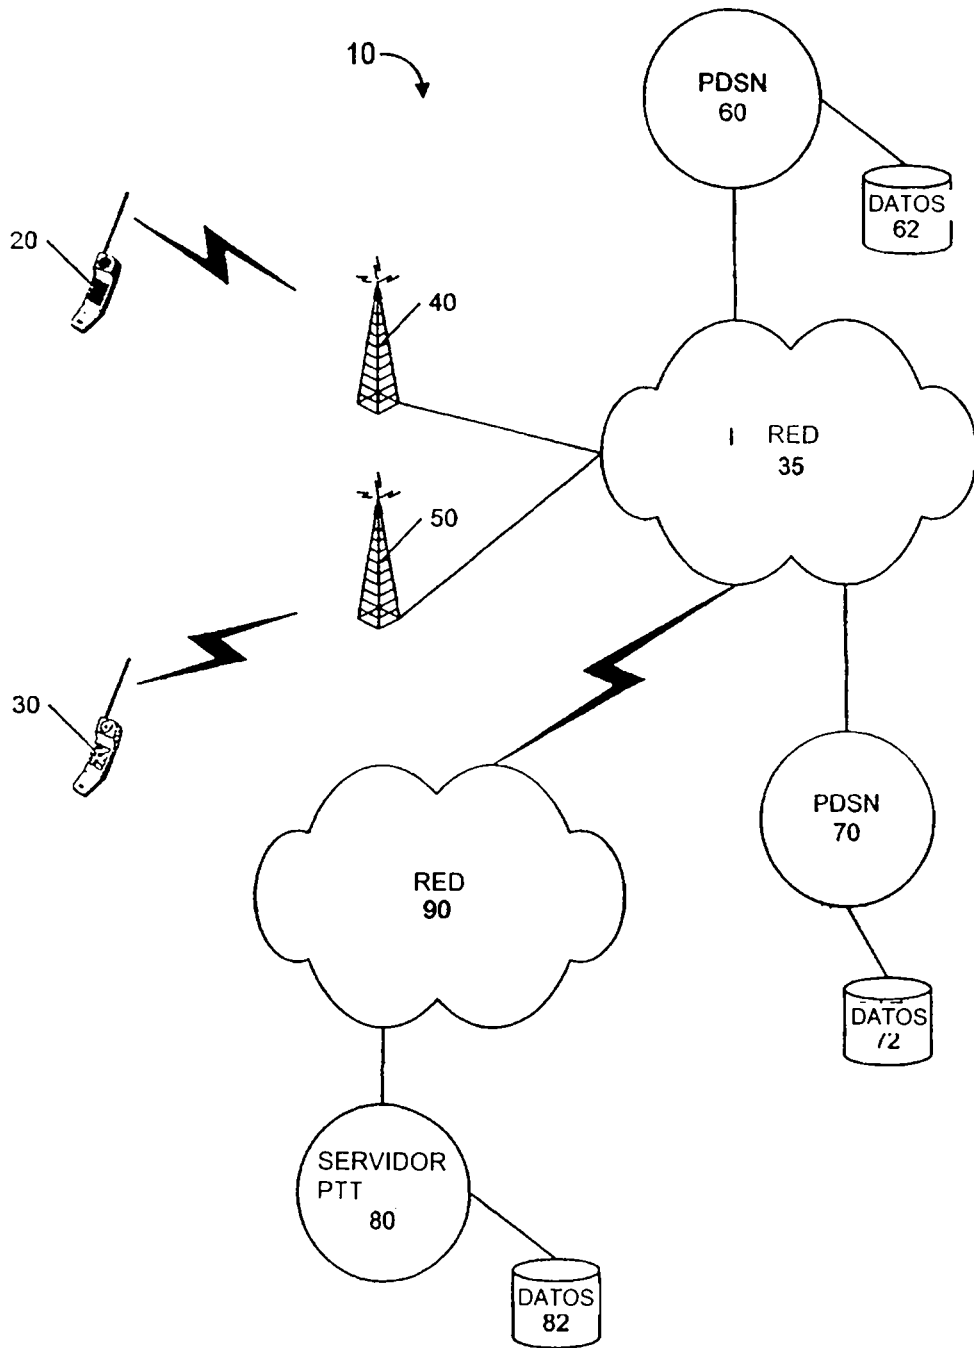 10
PDSN
60
DATOS
62
20
40
RED
35
50
30
PDSN
70
RED
90
DATOS
72
SERVIDOR
PTT
80
DATOS
82